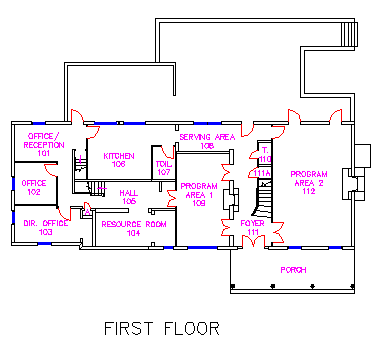 OFFICE/
RECEPTION
101
KITCHEN
106
TOIL.
107
SERVING AREA
108
T.
110
111A
OFFICE
102
HALL
105
PROGRAM
AREA 1
109
PROGRAM
AREA 2
112
DIR. OFFICE
103
RESOURCE ROOM
104
FOYER
111
PORCH
FIRST FLOOR